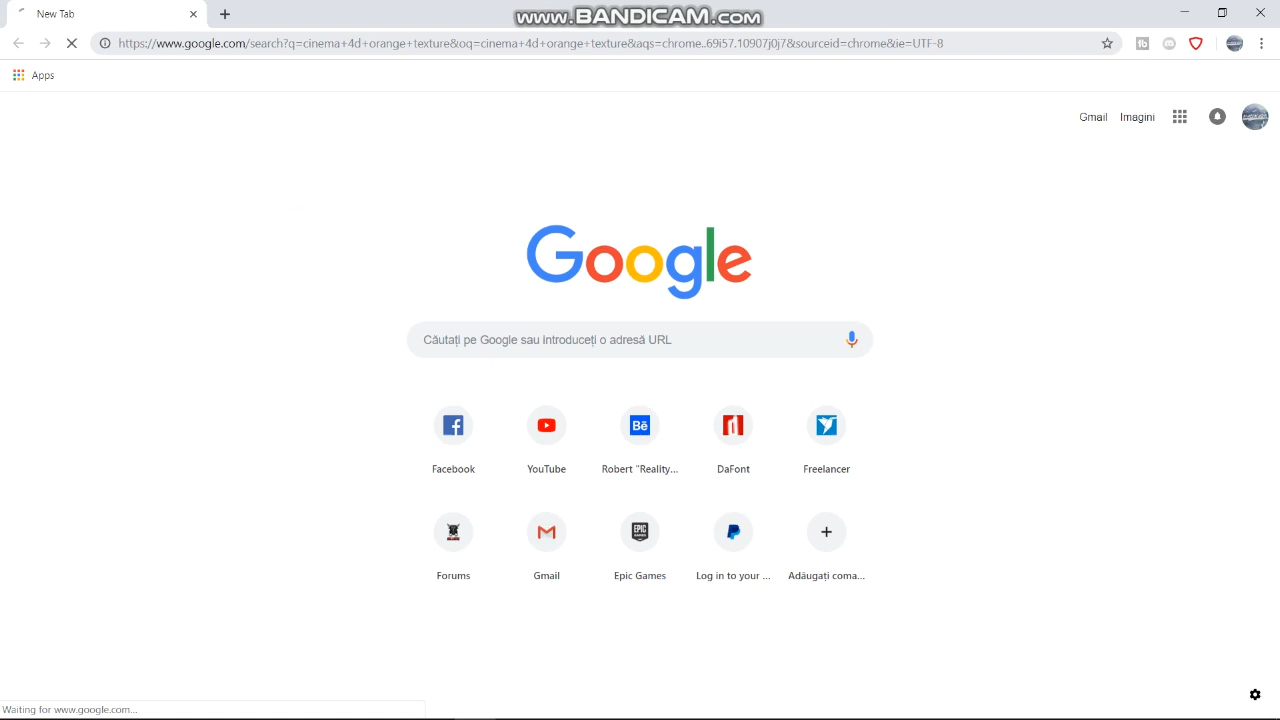 New Tab
www.BANDICAM.com
https://www.google.com/search?q=cinema+4d+orange+texture&oq=cinema+4d+orange+texture&aqs=chrome..69i57.10907j0j7&sourceid=chrome&ie=UTF-8
Apps
Gmail Imagini
Google
Căutați pe Google sau introduceți o adresă URL
Facebook YouTube Robert "Reality... DaFont Freelancer
Forums Gmail Epic Games Log in to your ... Adăugați coma...
Waiting for www.google.com...